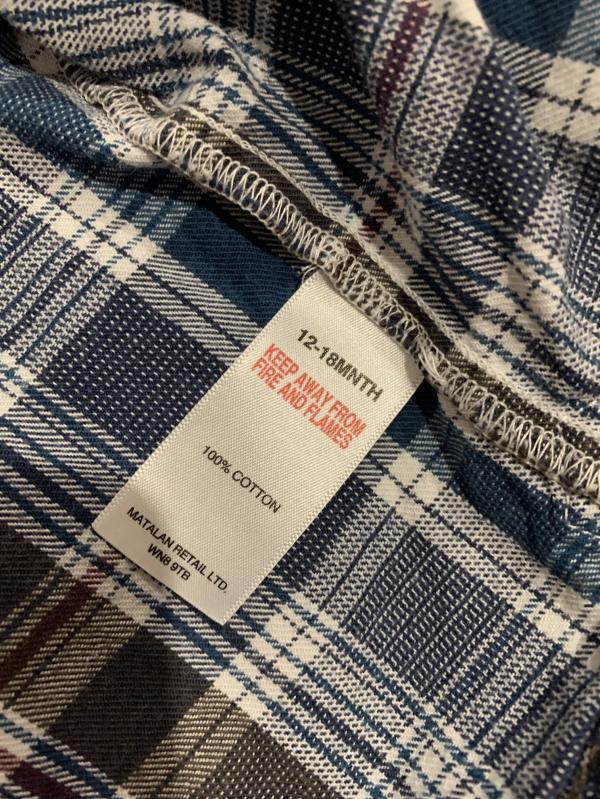 12-18MNTH
KEEP AWAY FROM
FIRE AND FLAMES
100% COTTON
MATALAN RETAIL LTD.
WN8 9TB